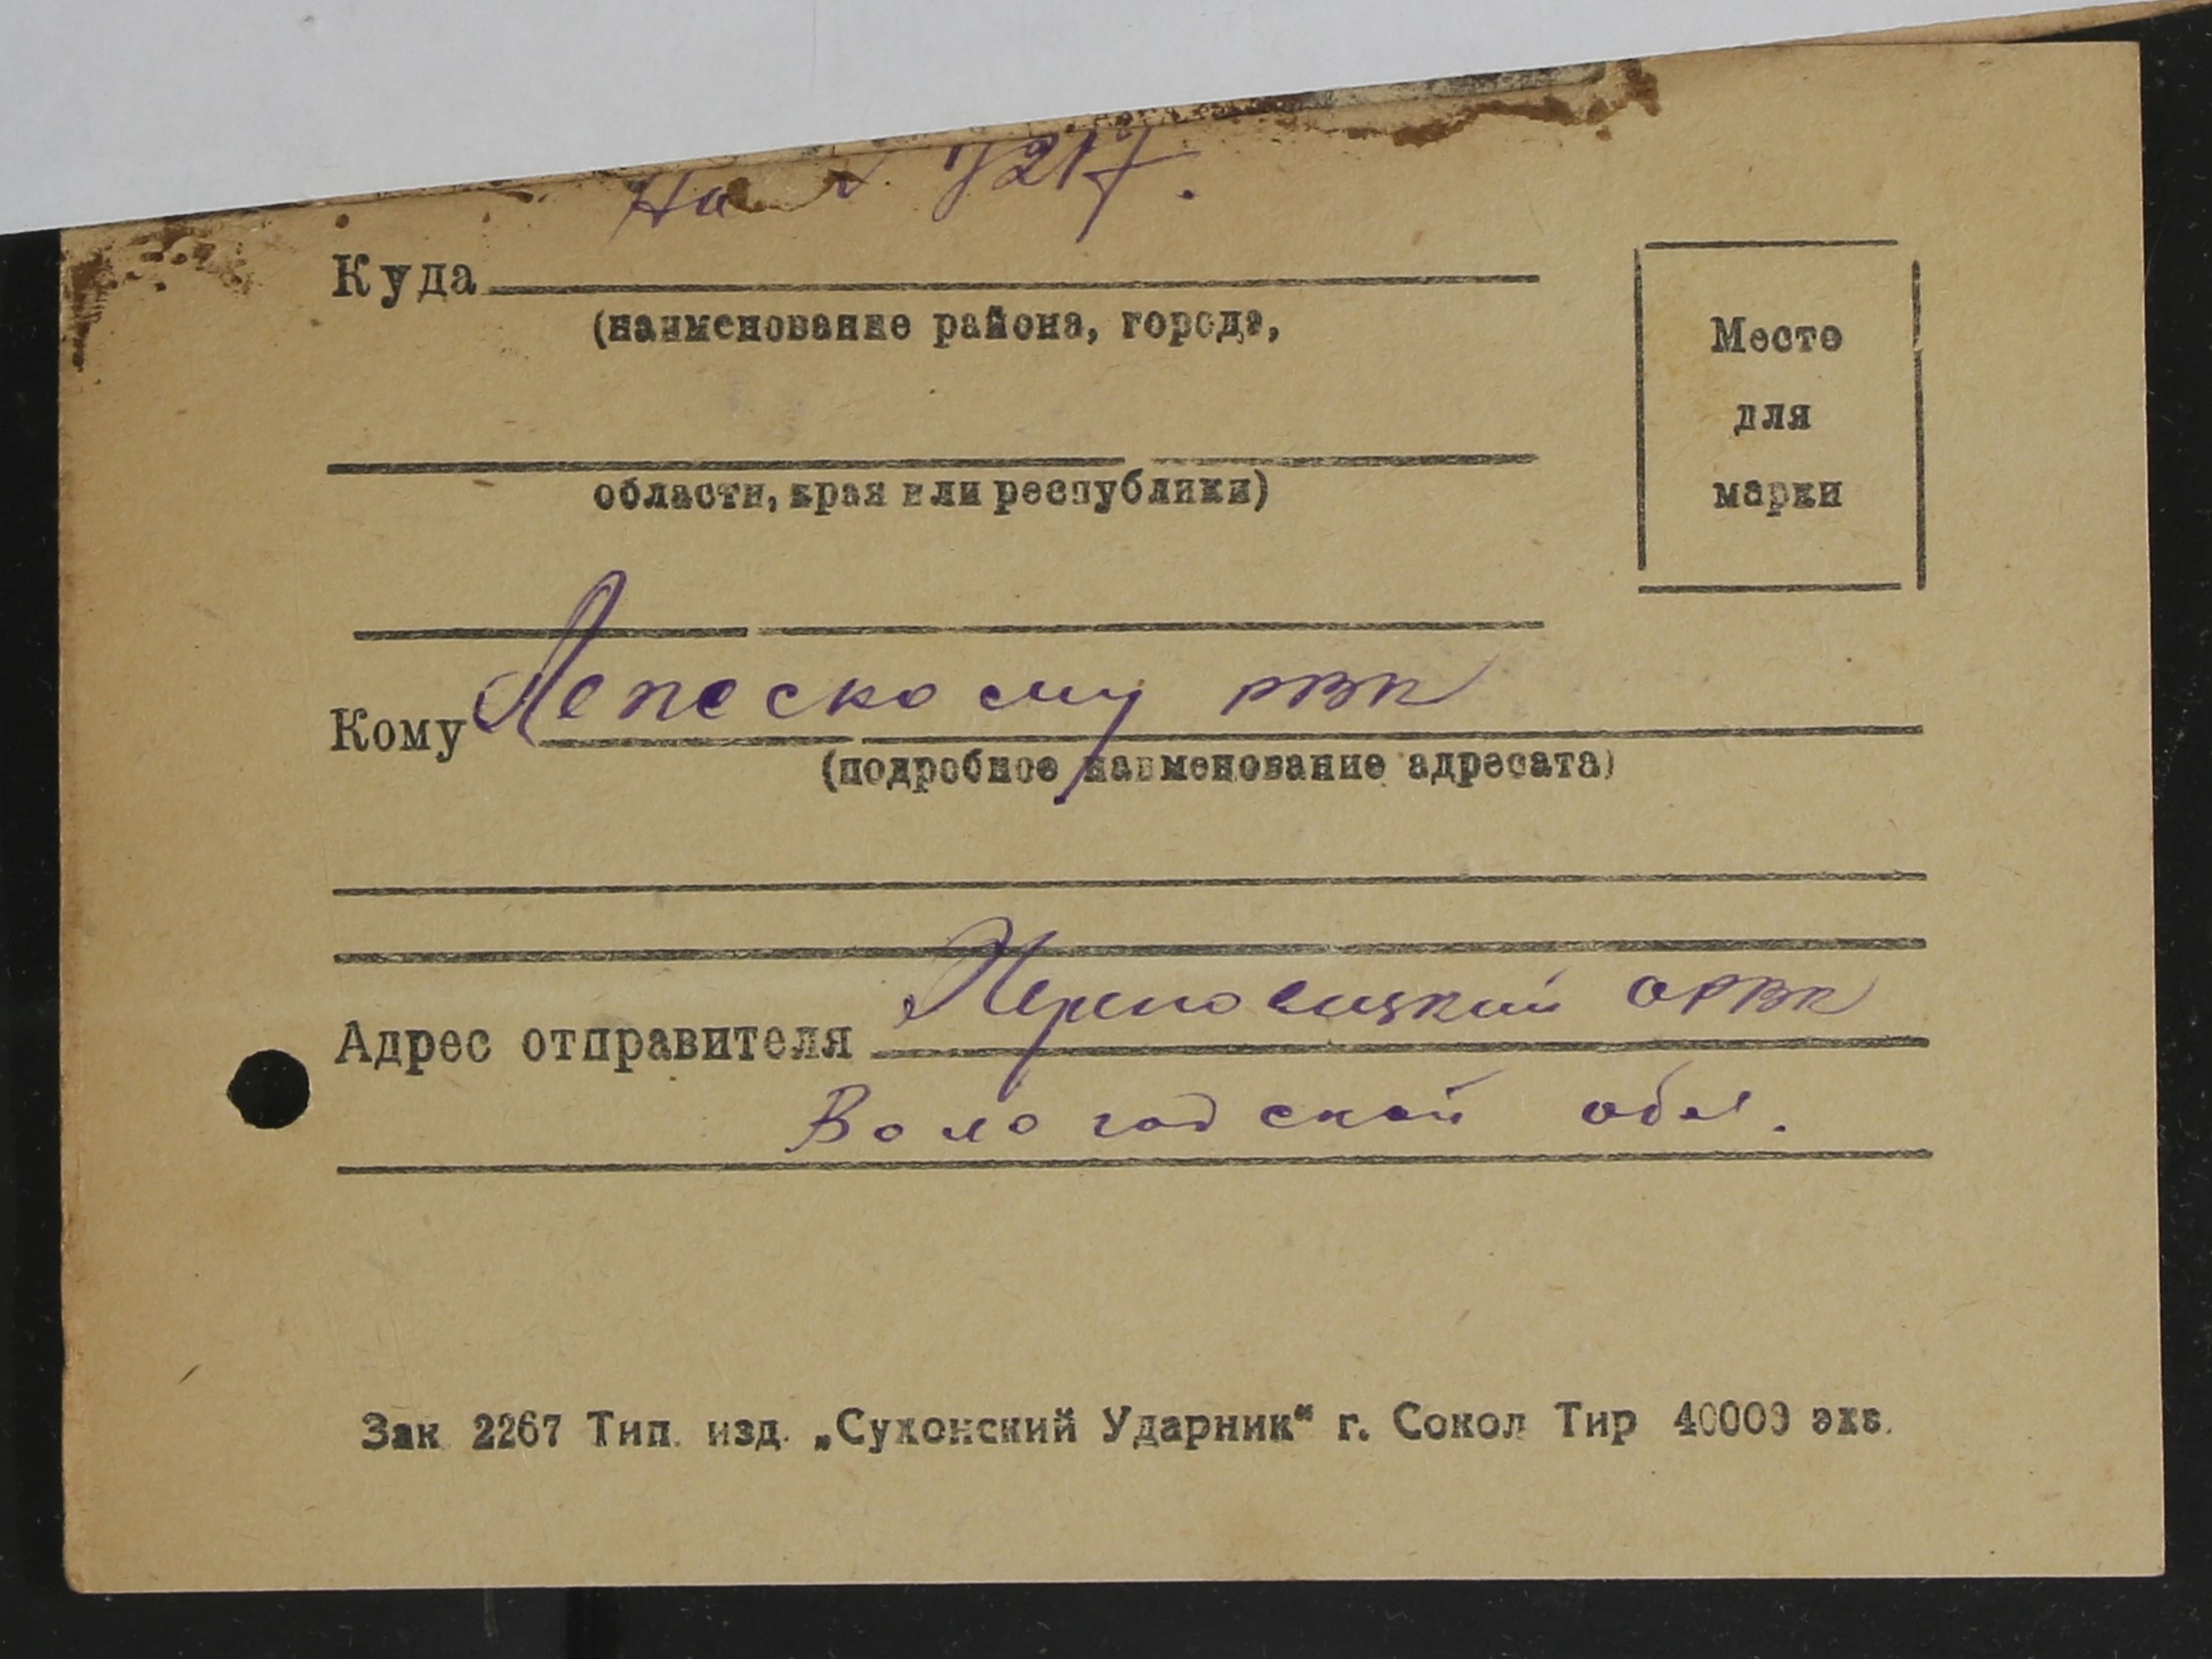 На № 7217.
Куда
(наименование района, города,
Место
для
марки
области, края или республики)
Кому Лепескому РВК
(подробное наименование адресата)
Адрес отправителя ОРВК
Вологодской обл.
Зак 2267 Тип. изд. „Сухонский Ударник“ г. Сокол Тир 40000 экз.